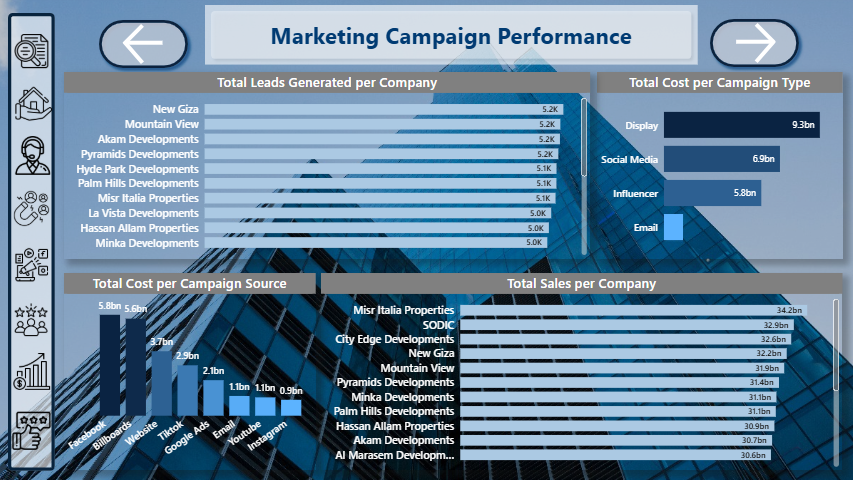 Marketing Campaign Performance
Total Leads Generated per Company
New Giza 5.2K
Mountain View 5.2K
Akam Developments 5.2K
Pyramids Developments 5.2K
Hyde Park Developments 5.1K
Palm Hills Developments 5.1K
Misr Italia Properties 5.1K
La Vista Developments 5.0K
Hassan Allam Properties 5.0K
Minka Developments 5.0K
Total Cost per Campaign Type
Display 9.3bn
Social Media 6.9bn
Influencer 5.8bn
Email
Total Cost per Campaign Source
5.8bn
5.6bn
3.7bn
2.9bn
2.1bn
1.1bn
1.1bn
0.9bn
Facebook
Billboards
Website
Tiktok
Google Ads
Email
Youtube
Instagram
Total Sales per Company
Misr Italia Properties 34.2bn
SODIC 32.9bn
City Edge Developments 32.6bn
New Giza 32.2bn
Mountain View 31.9bn
Pyramids Developments 31.4bn
Minka Developments 31.1bn
Palm Hills Developments 31.1bn
Hassan Allam Properties 30.9bn
Akam Developments 30.7bn
Al Marasem Developm... 30.6bn